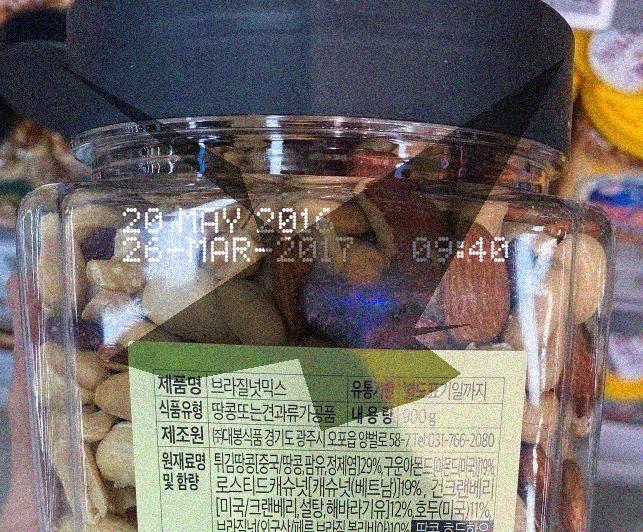 20 MAY 2016
26-MAR-2017 09:40
제품명 브라질넛믹스 유통기한 별도표기일까지
식품유형 땅콩또는견과류가공품 내용량 900g
제조원 ㈜대봉식품 경기도 광주시 오포읍 양벌로 58-7 Tel:031-766-2080
원재료명 및 함량 튀김땅콩[중국/땅콩,팜유,정제염]29%,구운아몬드[아몬드(미국)]19%,
로스티드캐슈넛[캐슈넛(베트남)]19%, 건크랜베리
[미국/크랜베리,설탕,해바라기유]12%, 호두(미국)11%,